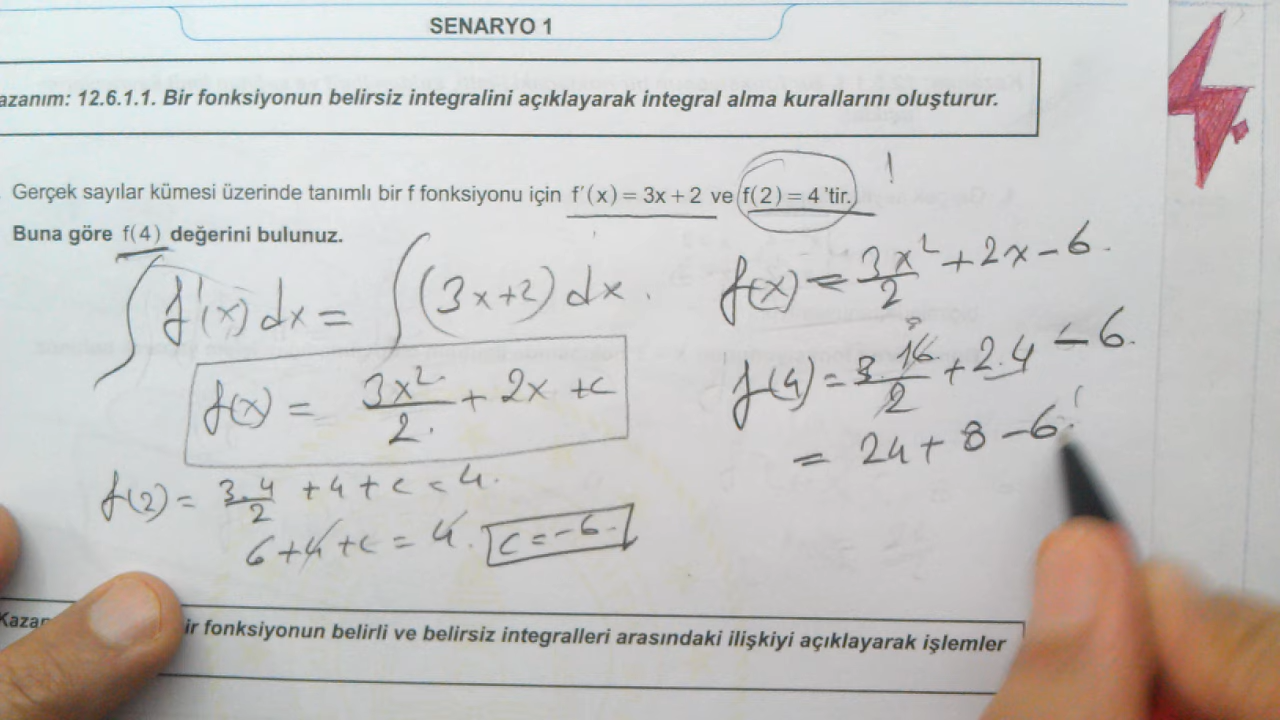 SENARYO 1
azanım: 12.6.1.1. Bir fonksiyonun belirsiz integralini açıklayarak integral alma kurallarını oluşturur.
Gerçek sayılar kümesi üzerinde tanımlı bir f fonksiyonu için f'(x) = 3x + 2 ve f(2) = 4 'tir. !
Buna göre f(4) değerini bulunuz.
∫f'(x) dx = ∫(3x+2) dx.
f(x) = 3x²/2 + 2x + c
f(2) = 3.4/2 + 4 + c = 4.
6 + 4 + c = 4. c = -6.
f(x) = 3x²/2 + 2x - 6.
f(4) = 3.16/2 + 2.4 - 6.
= 24 + 8 - 6
Kazar
ir fonksiyonun belirli ve belirsiz integralleri arasındaki ilişkiyi açıklayarak işlemler